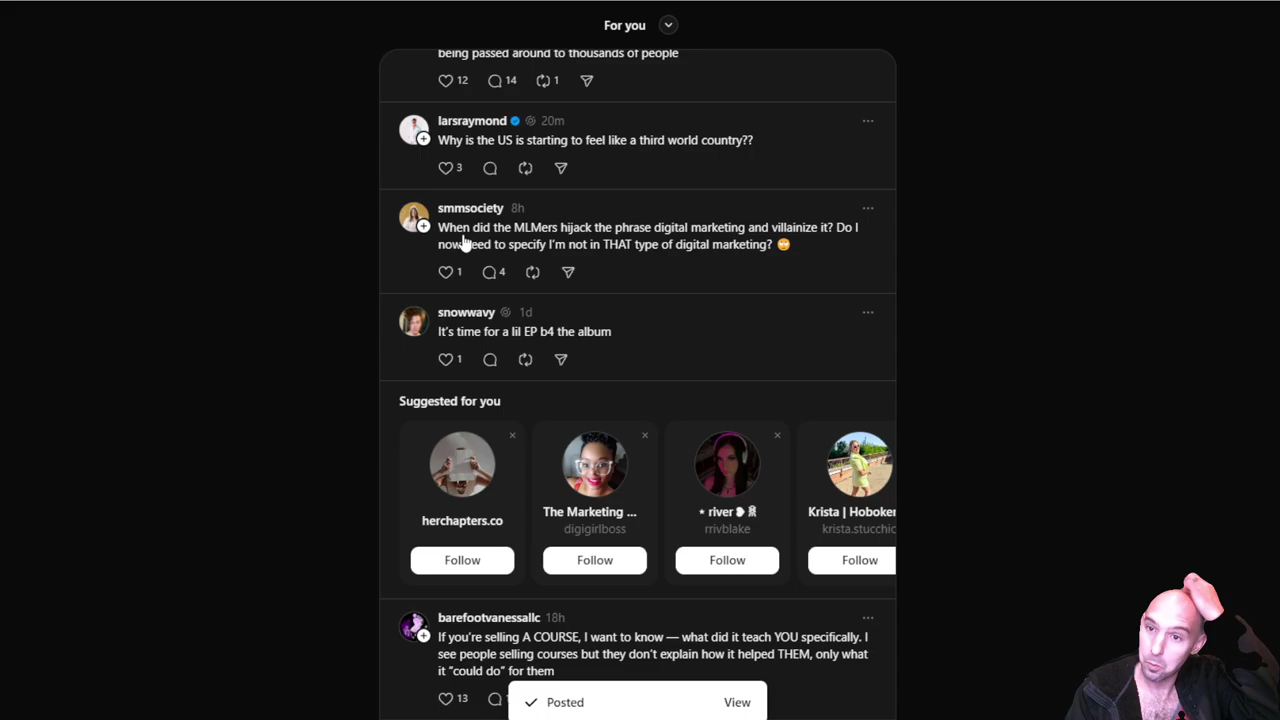 For you
being passed around to thousands of people
12 14 1
larsraymond 20m
Why is the US is starting to feel like a third world country??
3
smmsociety 8h
When did the MLMers hijack the phrase digital marketing and villainize it? Do I
now need to specify I'm not in THAT type of digital marketing? 🙄
1 4
snowwavy 1d
It's time for a lil EP b4 the album
1
Suggested for you
herchapters.co
Follow
The Marketing ...
digigirlboss
Follow
⋆ river❥🎗
rrivblake
Follow
Krista | Hoboken
krista.stucchic
Follow
barefootvanessallc 18h
If you're selling A COURSE, I want to know — what did it teach YOU specifically. I
see people selling courses but they don't explain how it helped THEM, only what
it "could do" for them
13
Posted View